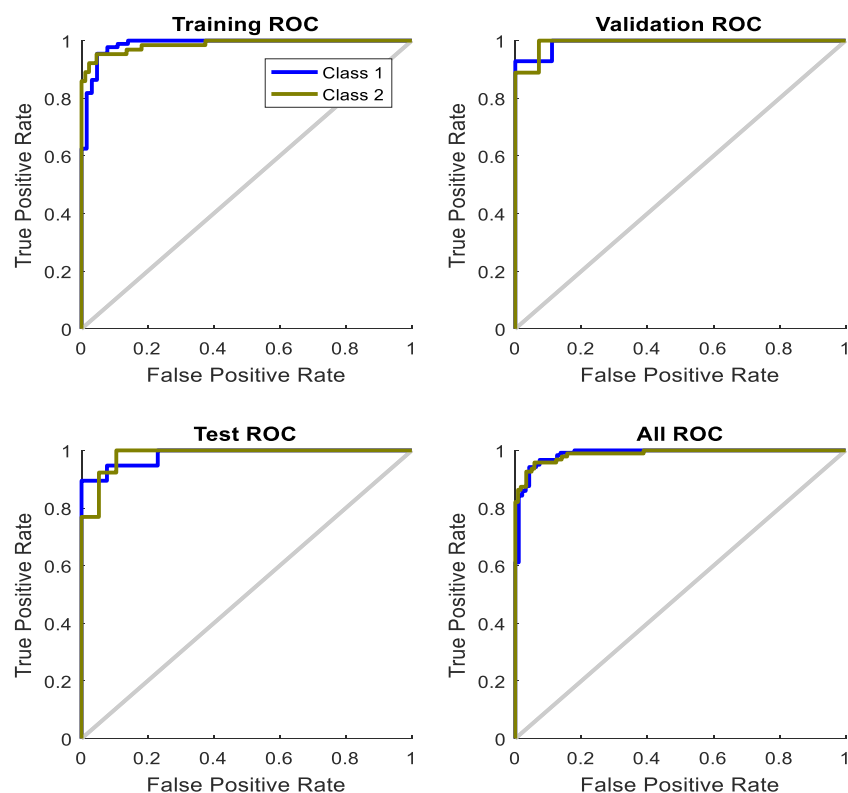 Training ROC
1
0.8
0.6
0.4
0.2
0
True Positive Rate
Class 1
Class 2
0 0.2 0.4 0.6 0.8 1
False Positive Rate
Validation ROC
1
0.8
0.6
0.4
0.2
0
True Positive Rate
0 0.2 0.4 0.6 0.8 1
False Positive Rate
Test ROC
1
0.8
0.6
0.4
0.2
0
True Positive Rate
0 0.2 0.4 0.6 0.8 1
False Positive Rate
All ROC
1
0.8
0.6
0.4
0.2
0
True Positive Rate
0 0.2 0.4 0.6 0.8 1
False Positive Rate